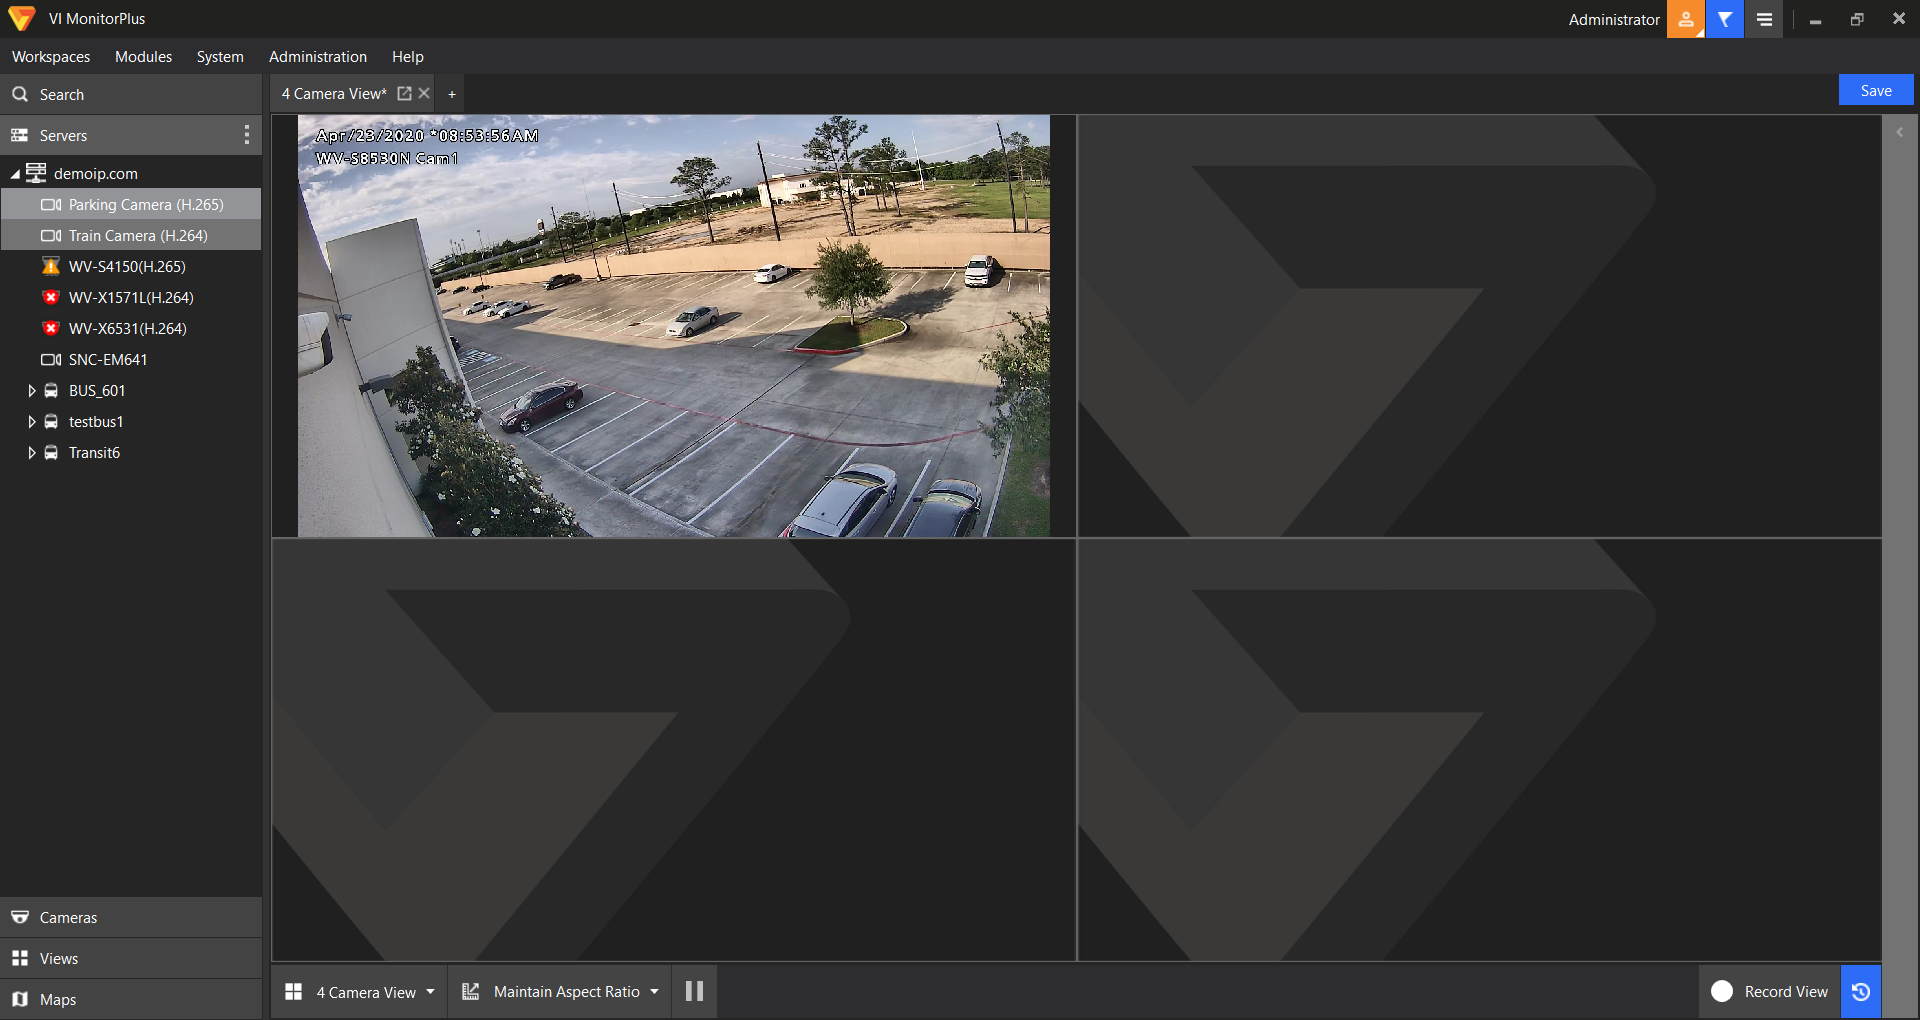 VI MonitorPlus
Administrator
Workspaces Modules System Administration Help
Search
4 Camera View* +
Save
Servers
demoip.com
Parking Camera (H.265)
Train Camera (H.264)
WV-S4150(H.265)
WV-X1571L(H.264)
WV-X6531(H.264)
SNC-EM641
BUS_601
testbus1
Transit6
Apr/23/2020 *08:53:56AM
WV-S8530N Cam1
Cameras
Views
Maps
4 Camera View
Maintain Aspect Ratio
Record View